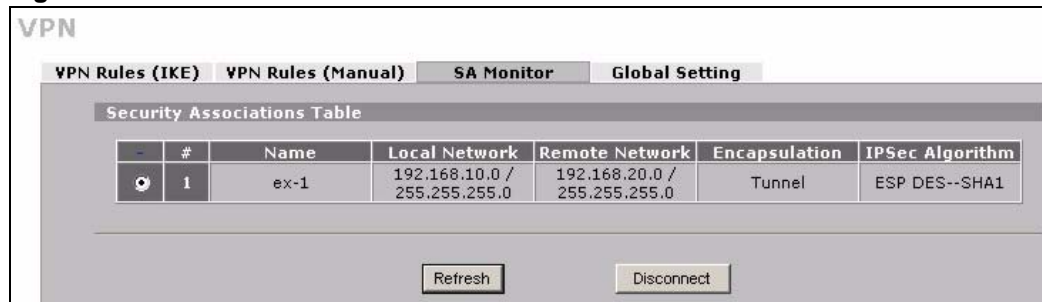 VPN
VPN Rules (IKE) VPN Rules (Manual) SA Monitor Global Setting
Security Associations Table
- # Name Local Network Remote Network Encapsulation IPSec Algorithm
1 ex-1 192.168.10.0 / 255.255.255.0 192.168.20.0 / 255.255.255.0 Tunnel ESP DES--SHA1
Refresh Disconnect